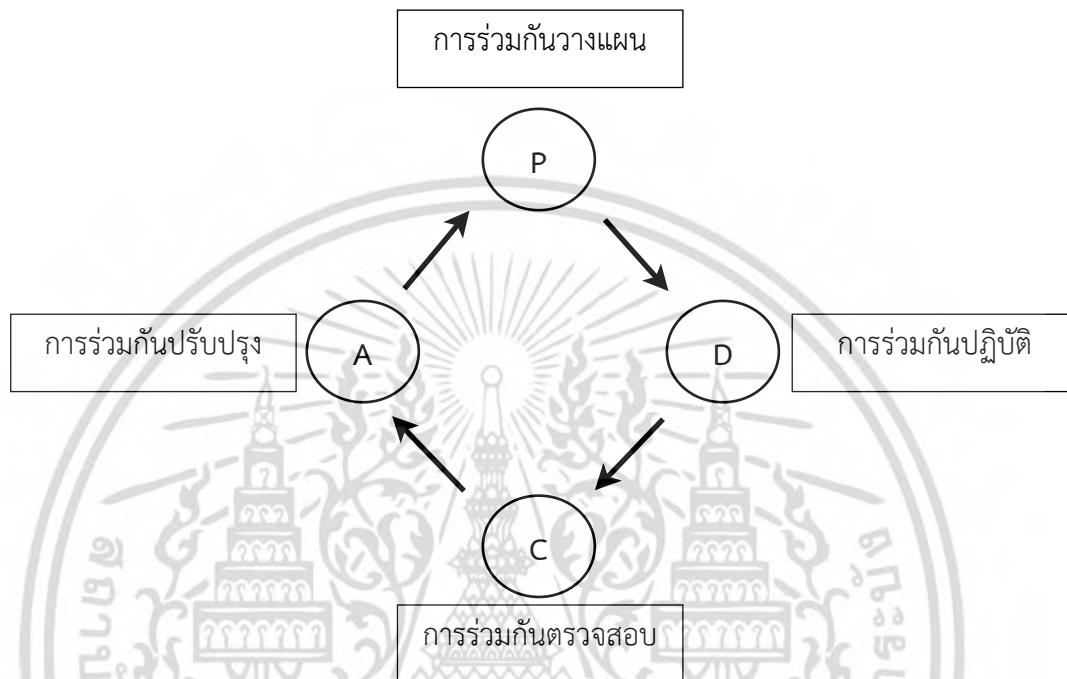 การร่วมกันวางแผน
P
การร่วมกันปรับปรุง
A
D
การร่วมกันปฏิบัติ
C
การร่วมกันตรวจสอบ